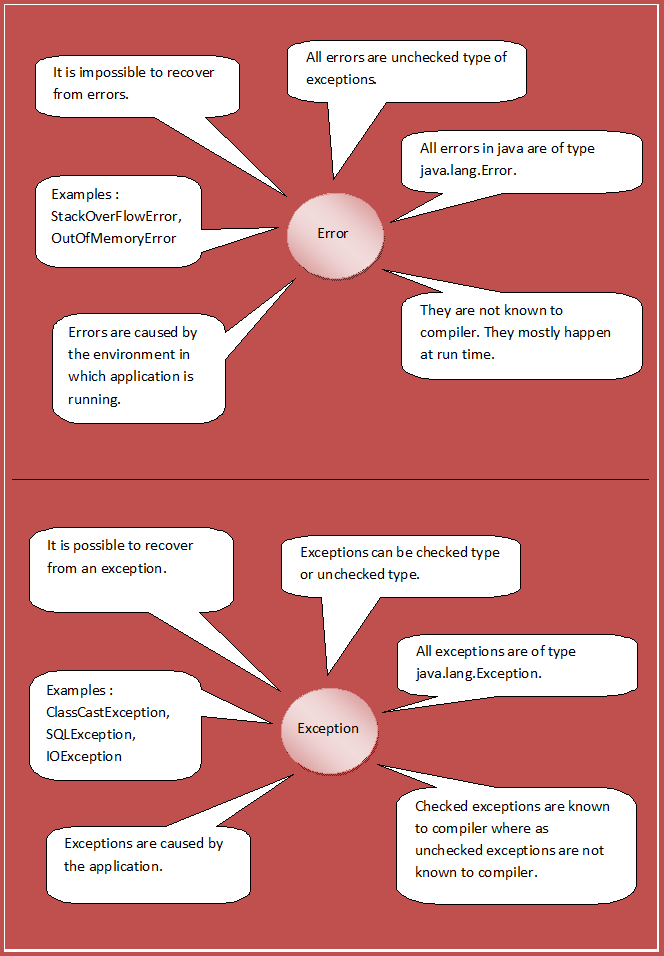 It is impossible to recover
from errors.
All errors are unchecked type of
exceptions.
All errors in java are of type
java.lang.Error.
Examples :
StackOverFlowError,
OutOfMemoryError
Error
They are not known to
compiler. They mostly happen
at run time.
Errors are caused by
the environment in
which application is
running.
It is possible to recover
from an exception.
Exceptions can be checked type
or unchecked type.
All exceptions are of type
java.lang.Exception.
Examples :
ClassCastException,
SQLException,
IOException
Exception
Checked exceptions are known
to compiler where as
unchecked exceptions are not
known to compiler.
Exceptions are caused by
the application.